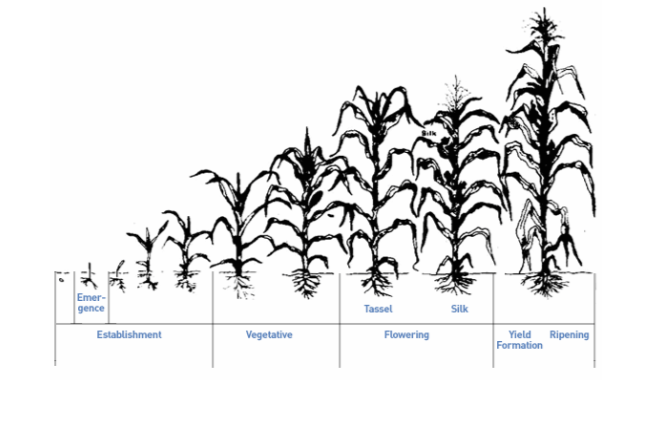 Silk
Emer-
gence
Tassel Silk
Establishment Vegetative Flowering Yield Ripening
Formation